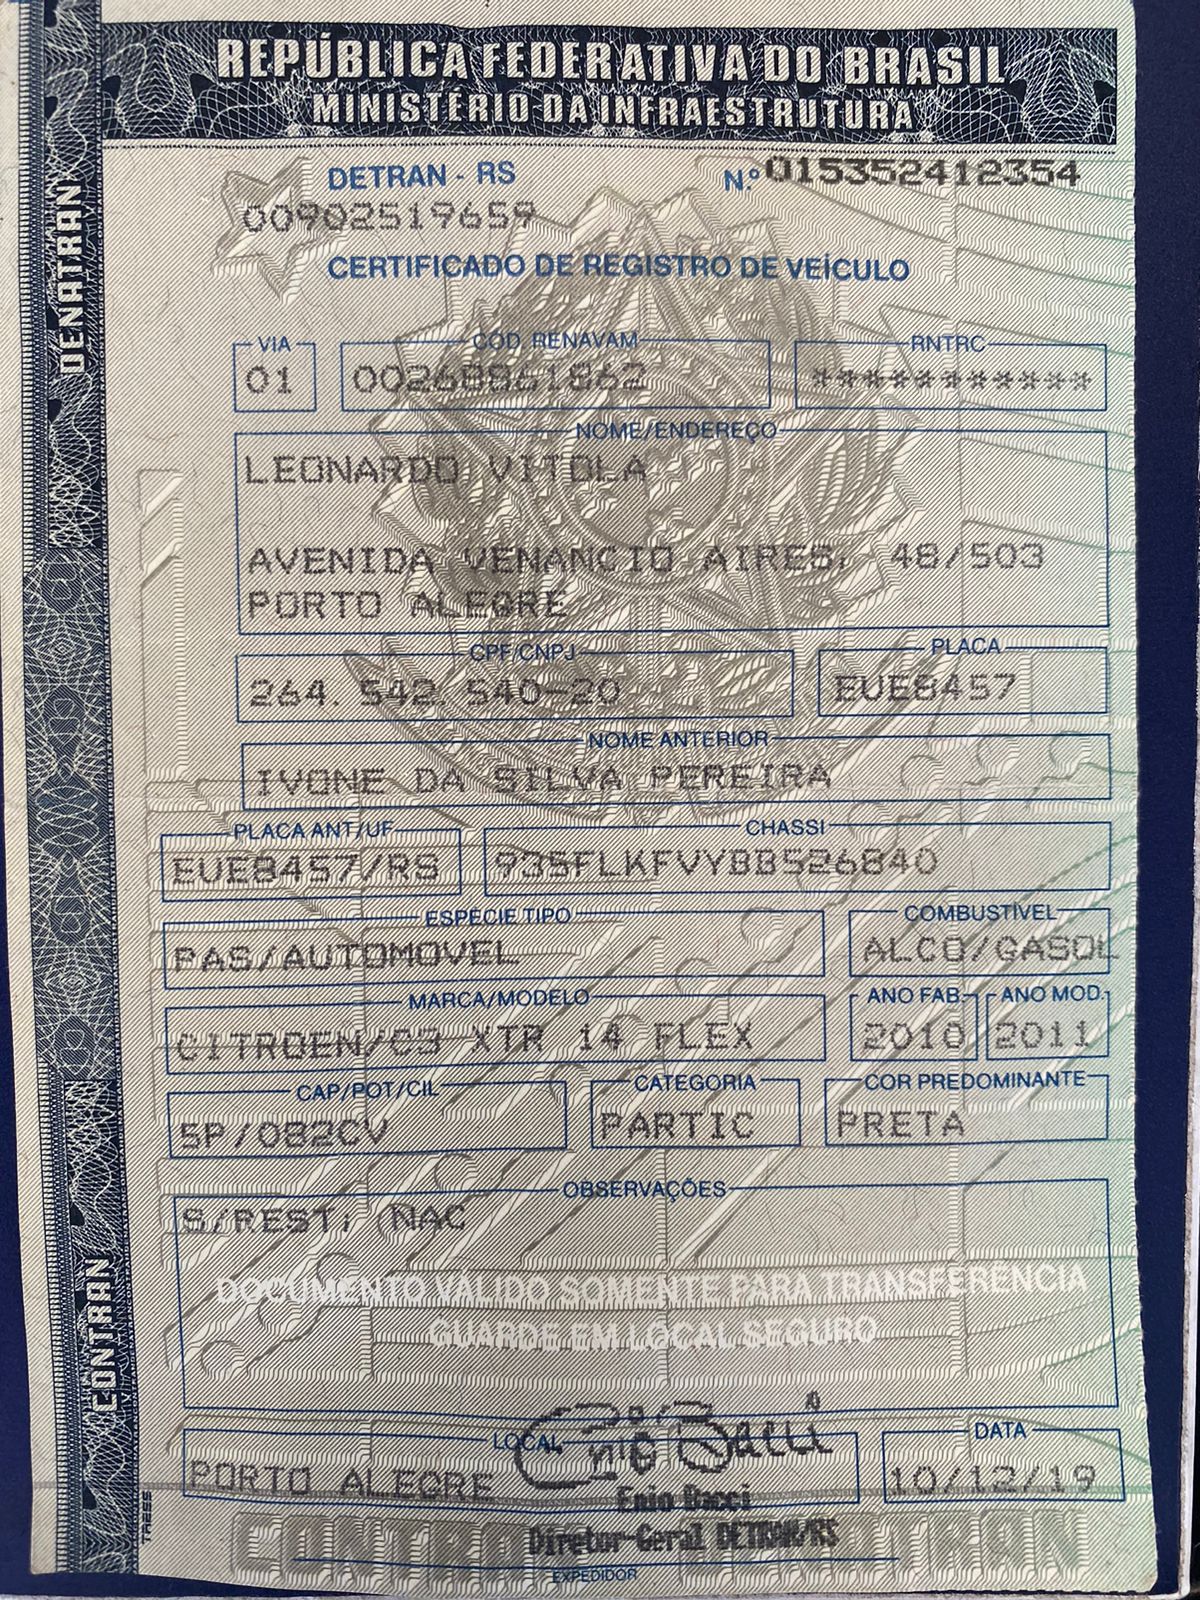 REPÚBLICA FEDERATIVA DO BRASIL
MINISTÉRIO DA INFRAESTRUTURA
DENATRAN
CONTRAN
DETRAN - RS
N.º 015352412354
00902519659
CERTIFICADO DE REGISTRO DE VEÍCULO
VIA CÓD. RENAVAM RNTRC
01 00268861862 ***********
NOME/ENDEREÇO
LEONARDO VITOLA
AVENIDA VENANCIO AIRES, 48/503
PORTO ALEGRE
CPF/CNPJ PLACA
264.542.540-20 EUE8457
NOME ANTERIOR
IVONE DA SILVA PEREIRA
PLACA ANT/UF CHASSI
EUE8457/RS 935FLKFVYBB526840
ESPÉCIE TIPO COMBUSTÍVEL
PAS/AUTOMOVEL ALCO/GASOL
MARCA/MODELO ANO FAB. ANO MOD.
CITROEN/C3 XTR 14 FLEX 2010 2011
CAP/POT/CIL CATEGORIA COR PREDOMINANTE
5P/082CV PARTIC PRETA
OBSERVAÇÕES
S/REST; (NAC
DOCUMENTO VÁLIDO SOMENTE PARA TRANSFERÊNCIA
GUARDE EM LOCAL SEGURO
LOCAL DATA
PORTO ALEGRE 10/12/19
Enio Bacci
Enio Bacci
Diretor-Geral DETRAN/RS
EXPEDIDOR